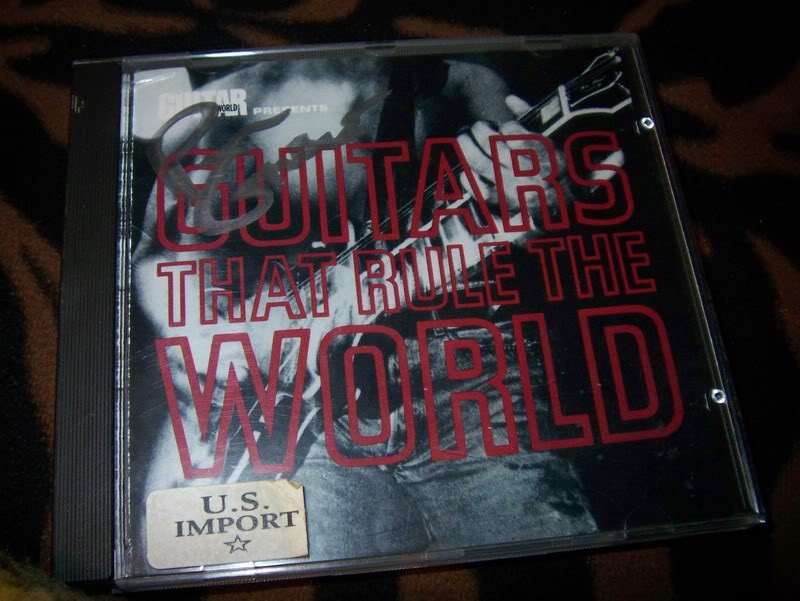 GUITAR
WORLD
PRESENTS
GUITARS
THAT RULE THE
WORLD
U.S.
IMPORT